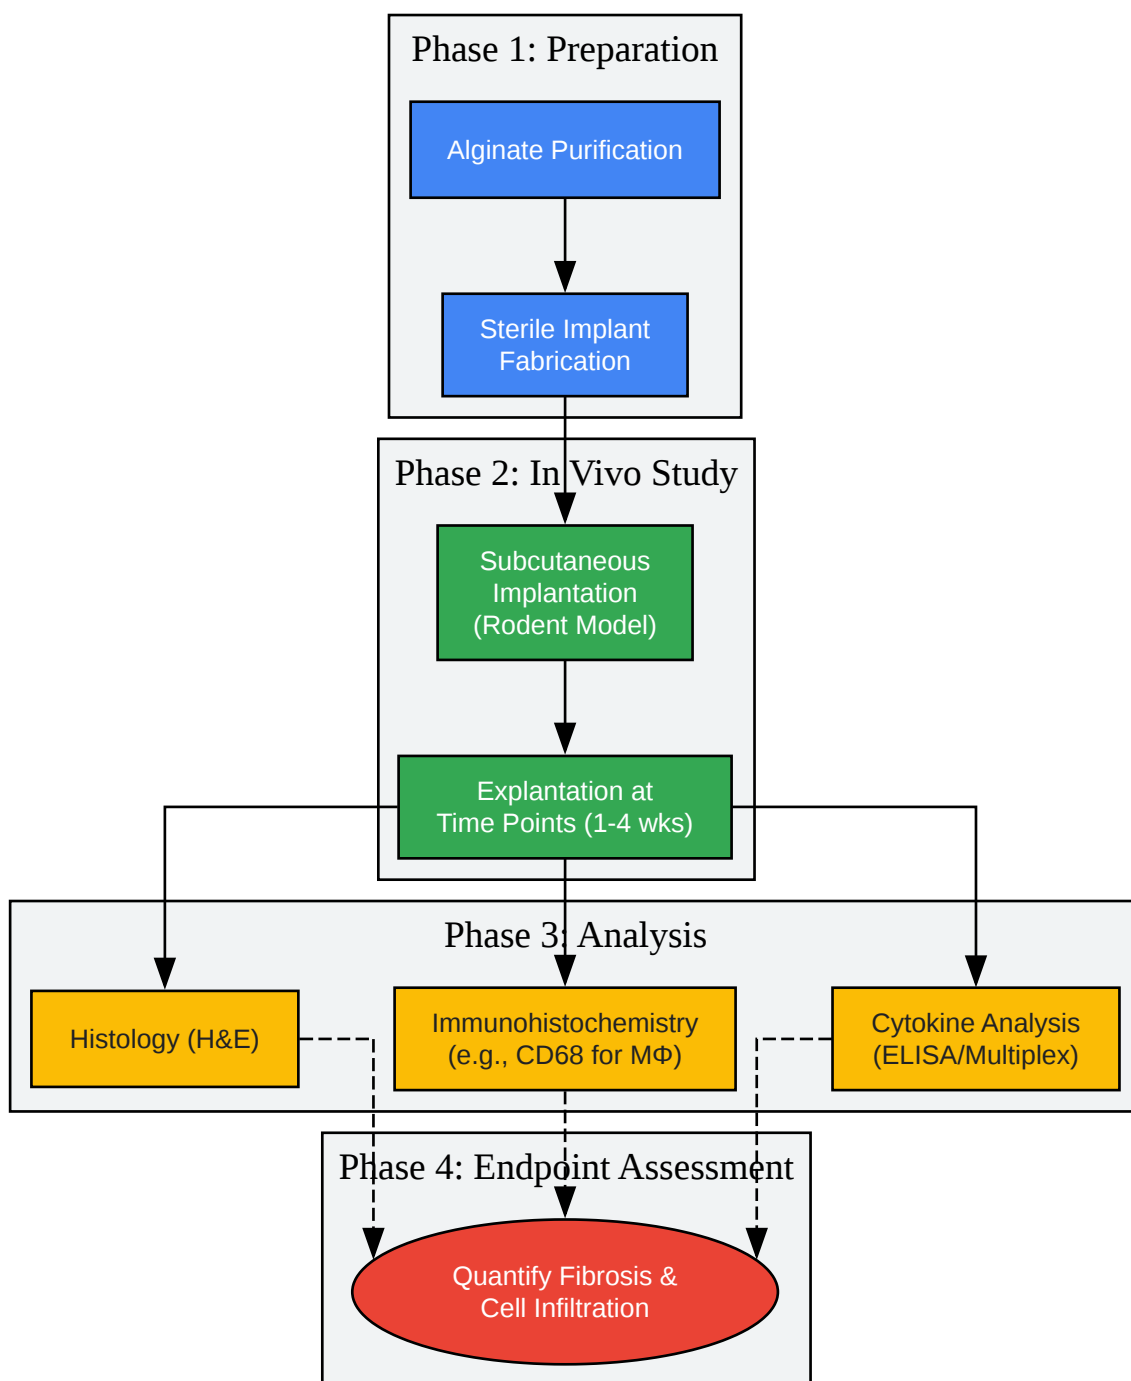 Phase 1: Preparation
Alginate Purification
Sterile Implant
Fabrication
Phase 2: In Vivo Study
Subcutaneous
Implantation
(Rodent Model)
Explantation at
Time Points (1-4 wks)
Phase 3: Analysis
Histology (H&E)
Immunohistochemistry
(e.g., CD68 for MΦ)
Cytokine Analysis
(ELISA/Multiplex)
Phase 4: Endpoint Assessment
Quantify Fibrosis &
Cell Infiltration